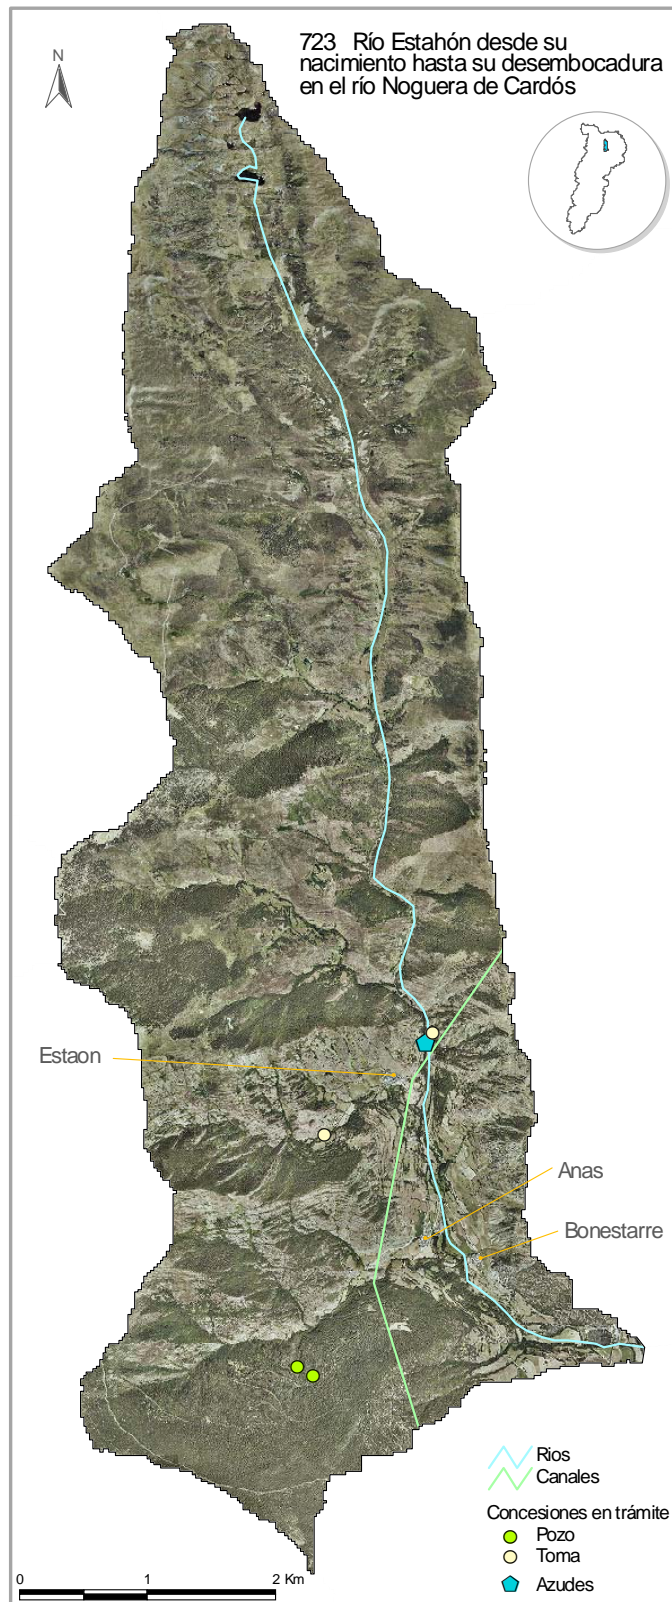 723 Río Estahón desde su
nacimiento hasta su desembocadura
en el río Noguera de Cardós
N
Estaon
Anas
Bonestarre
Rios
Canales
Concesiones en trámite
Pozo
Toma
Azudes
0 1 2 Km